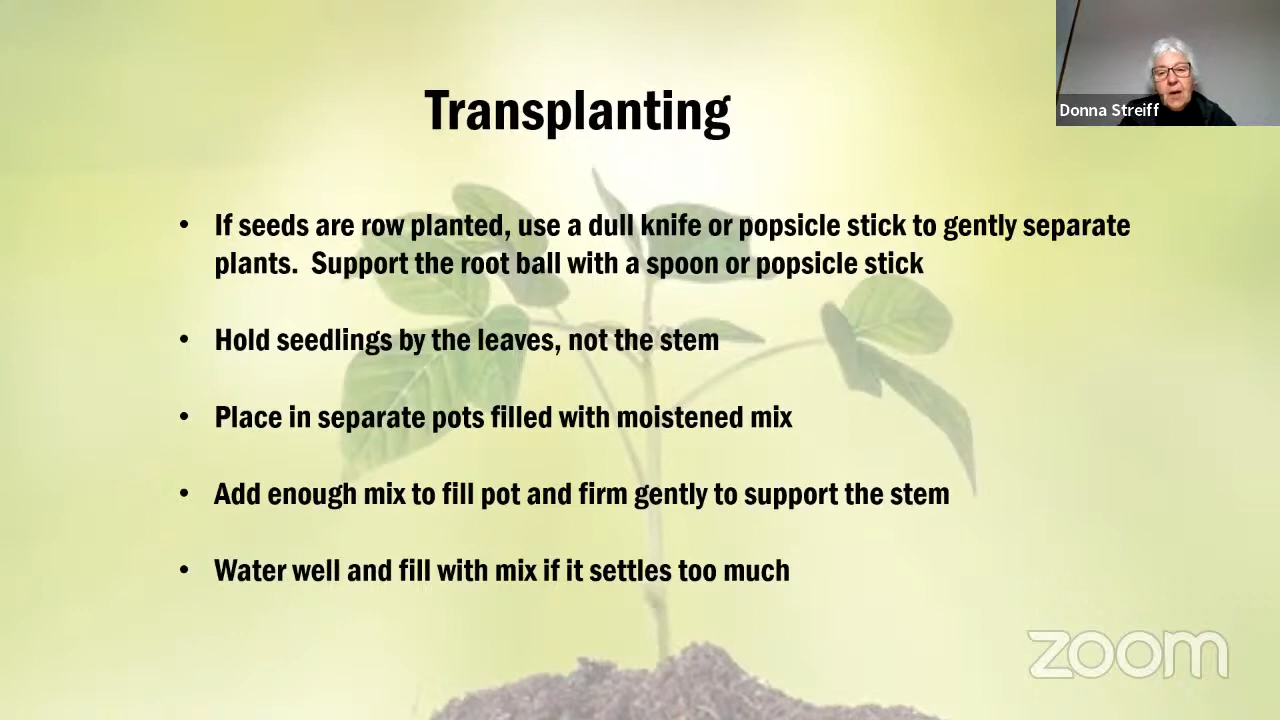 Transplanting
Donna Streiff
• If seeds are row planted, use a dull knife or popsicle stick to gently separate
plants.  Support the root ball with a spoon or popsicle stick
• Hold seedlings by the leaves, not the stem
• Place in separate pots filled with moistened mix
• Add enough mix to fill pot and firm gently to support the stem
• Water well and fill with mix if it settles too much
zoom